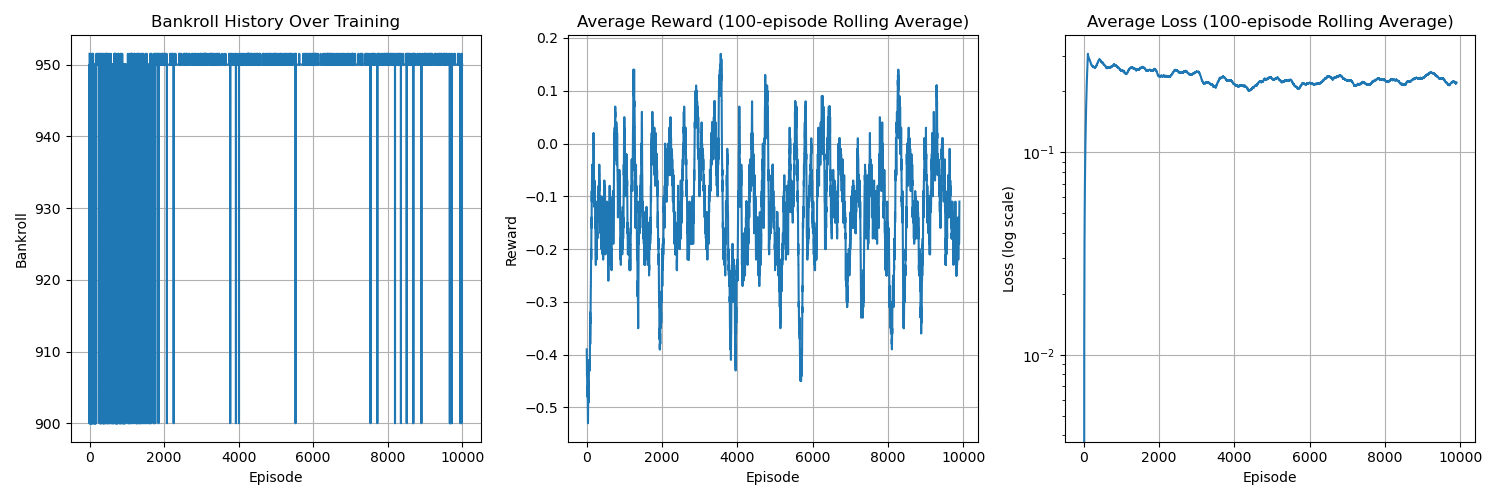 Bankroll History Over Training
Bankroll
950
940
930
920
910
900
0 2000 4000 6000 8000 10000
Episode
Average Reward (100-episode Rolling Average)
Reward
0.2
0.1
0.0
−0.1
−0.2
−0.3
−0.4
−0.5
0 2000 4000 6000 8000 10000
Episode
Average Loss (100-episode Rolling Average)
Loss (log scale)
10⁻¹
10⁻²
0 2000 4000 6000 8000 10000
Episode